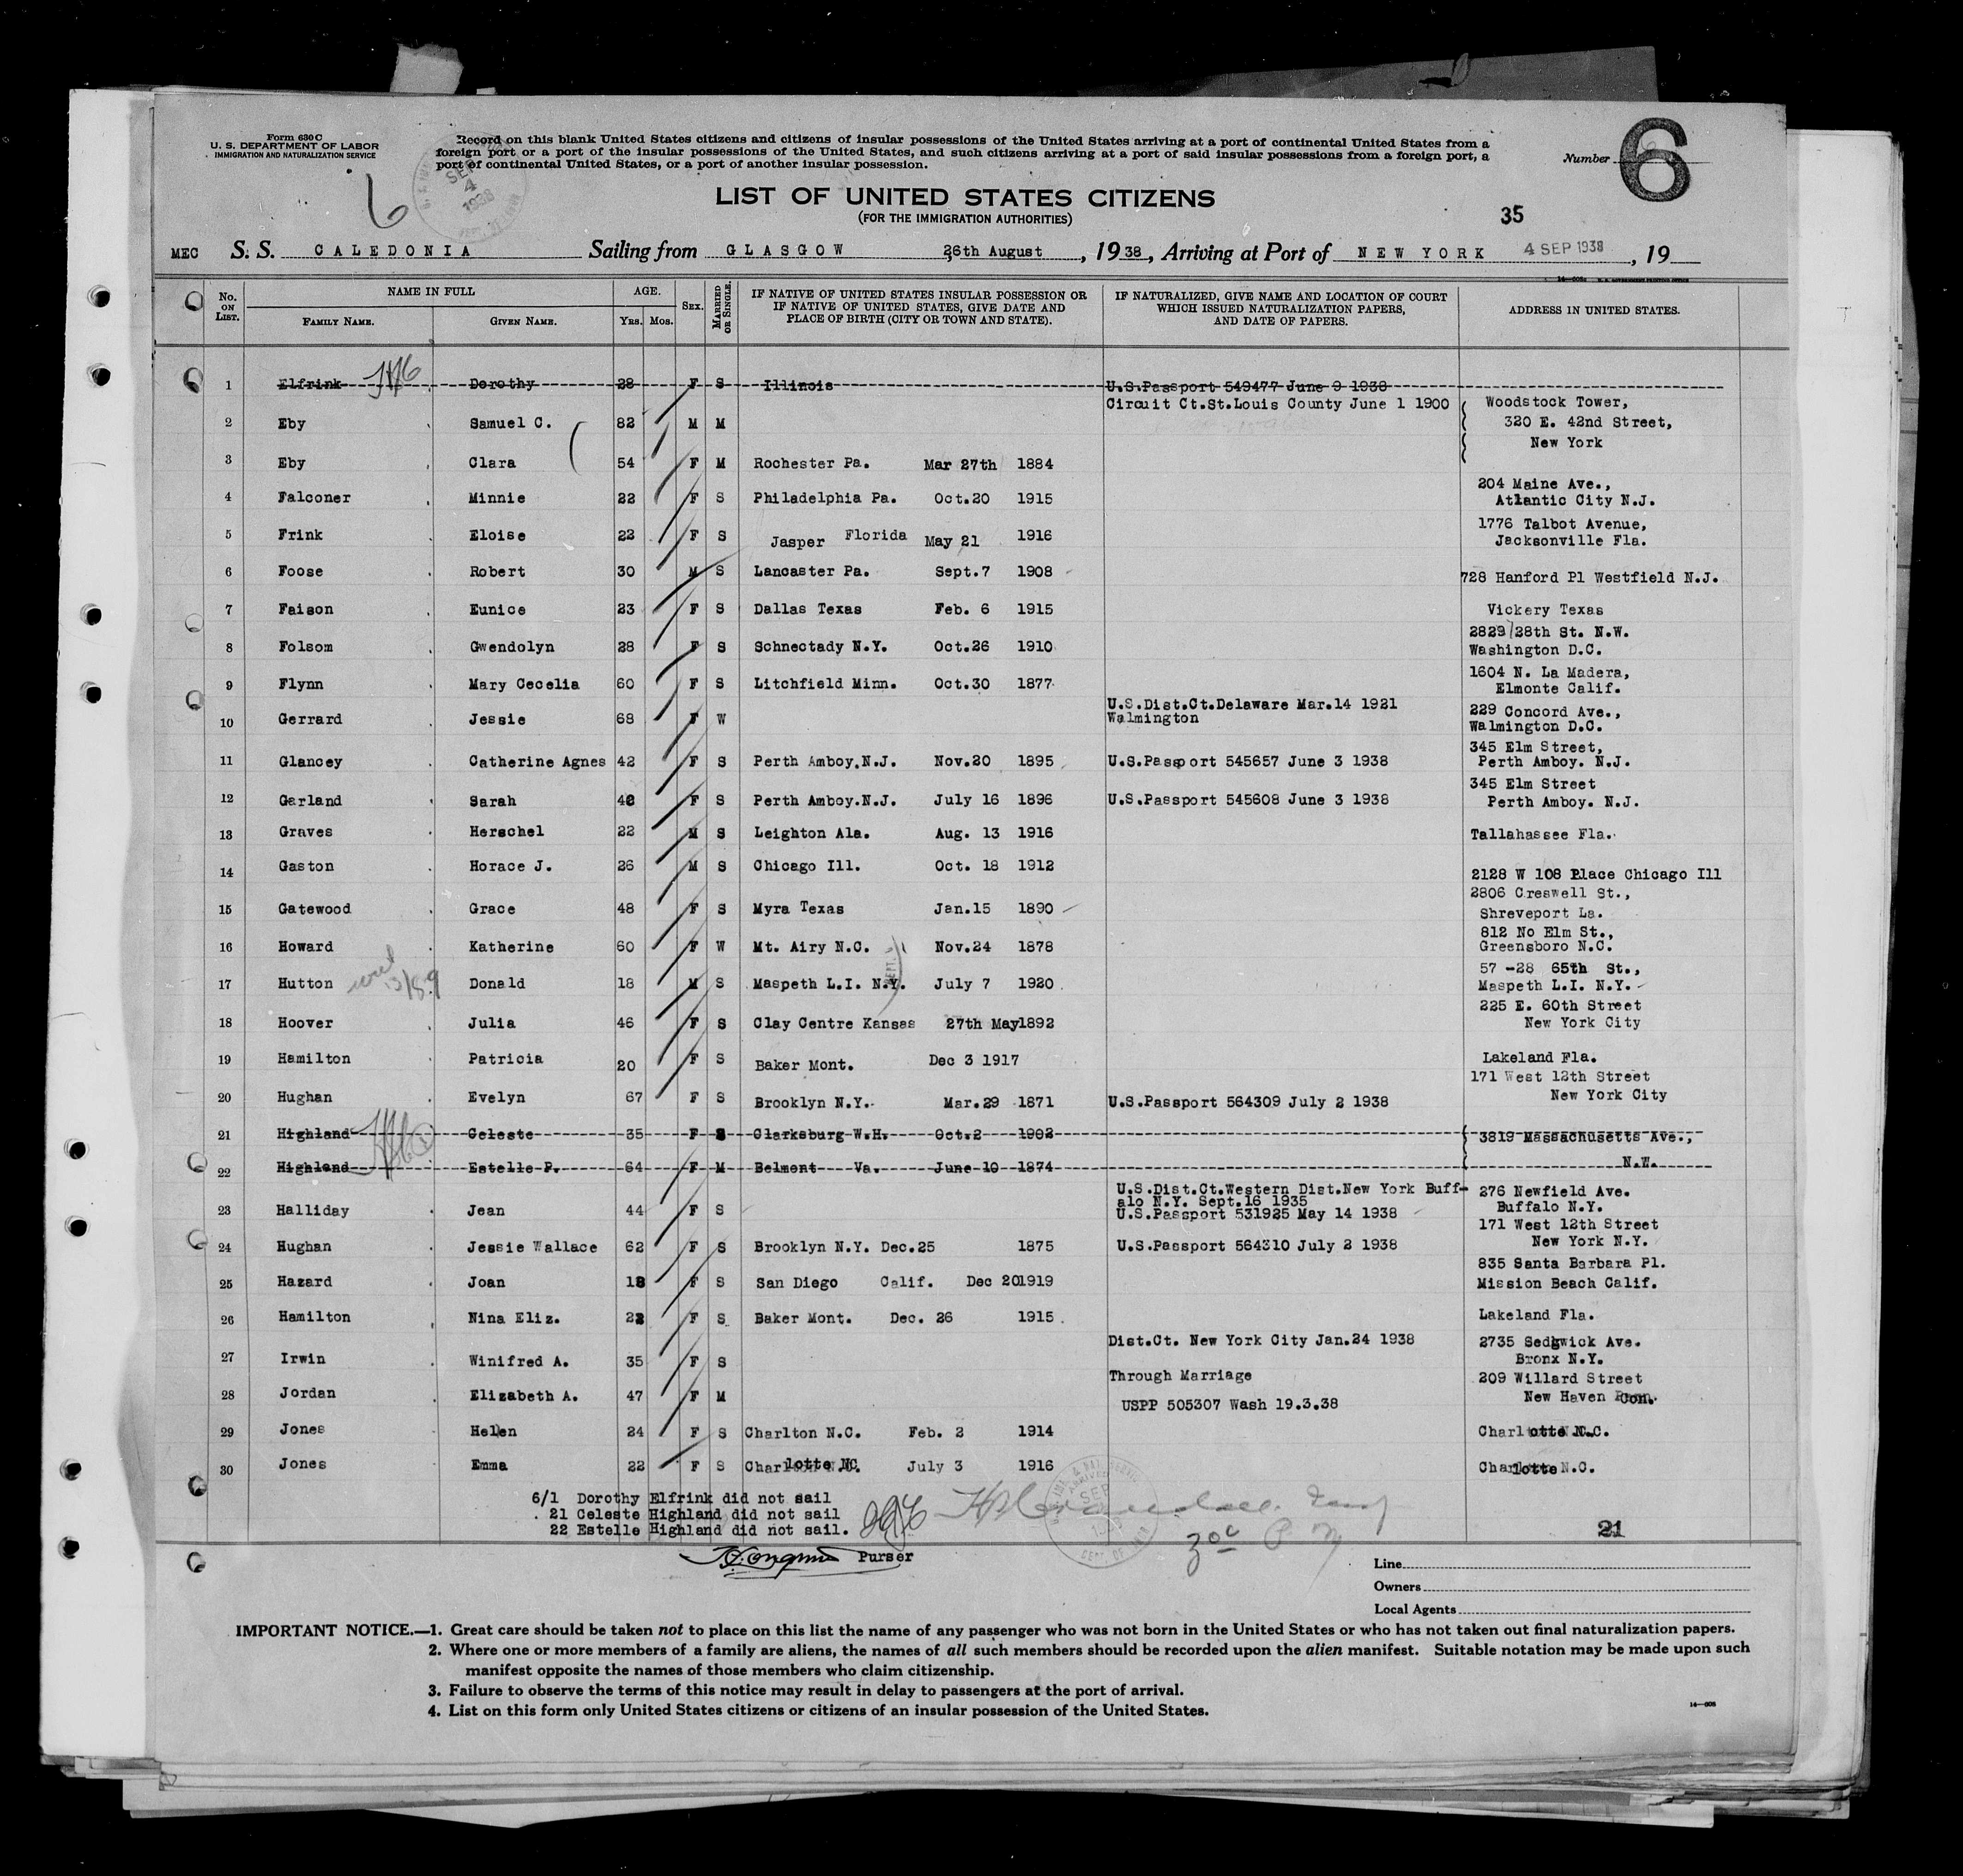 Form 630 C
U. S. DEPARTMENT OF LABOR
IMMIGRATION AND NATURALIZATION SERVICE
Record on this blank United States citizens and citizens of insular possessions of the United States arriving at a port of continental United States from a
foreign port or a port of the insular possessions of the United States, and such citizens arriving at a port of said insular possessions from a foreign port, a
port of continental United States, or a port of another insular possession.
Number 6
6
SEP 4 1938
LIST OF UNITED STATES CITIZENS
(FOR THE IMMIGRATION AUTHORITIES)
35
MEC S. S. CALEDONIA Sailing from GLASGOW 26th August, 1938, Arriving at Port of NEW YORK 4 SEP 1938, 19
No. ON LIST. NAME IN FULL AGE. SEX. MARRIED OR SINGLE. IF NATIVE OF UNITED STATES INSULAR POSSESSION OR IF NATIVE OF UNITED STATES, GIVE DATE AND PLACE OF BIRTH (CITY OR TOWN AND STATE). IF NATURALIZED, GIVE NAME AND LOCATION OF COURT WHICH ISSUED NATURALIZATION PAPERS, AND DATE OF PAPERS. ADDRESS IN UNITED STATES.
FAMILY NAME. GIVEN NAME. YRS. MOS.
1 Elfrink Dorothy 28 F S Illinois U.S.Passport 549477 June 9 1938
2 Eby Samuel C. 82 M M Circuit Ct.St.Louis County June 1 1900 Woodstock Tower,
320 E. 42nd Street,
New York
3 Eby Clara 54 F M Rochester Pa. Mar 27th 1884
4 Falconer Minnie 22 F S Philadelphia Pa. Oct.20 1915 204 Maine Ave.,
Atlantic City N.J.
5 Frink Eloise 22 F S Jasper Florida May 21 1916 1776 Talbot Avenue,
Jacksonville Fla.
6 Foose Robert 30 M S Lancaster Pa. Sept.7 1908 728 Hanford Pl Westfield N.J.
7 Faison Eunice 23 F S Dallas Texas Feb. 6 1915 Vickery Texas
8 Folsom Gwendolyn 28 F S Schnectady N.Y. Oct.26 1910 2829/28th St. N.W.
Washington D.C.
9 Flynn Mary Cecelia 60 F S Litchfield Minn. Oct.30 1877 1604 N. La Madera,
Elmonte Calif.
10 Gerrard Jessie 68 F W U.S.Dist.Ct.Delaware Mar.14 1921
Walmington 229 Concord Ave.,
Walmington D.C.
11 Glancey Catherine Agnes 42 F S Perth Amboy.N.J. Nov.20 1895 U.S.Passport 545657 June 3 1938 345 Elm Street,
Perth Amboy. N.J.
12 Garland Sarah 42 F S Perth Amboy.N.J. July 16 1896 U.S.Passport 545608 June 3 1938 345 Elm Street
Perth Amboy. N.J.
13 Graves Herschel 22 M S Leighton Ala. Aug. 13 1916 Tallahassee Fla.
14 Gaston Horace J. 26 M S Chicago Ill. Oct. 18 1912 2128 W 108 Place Chicago Ill
15 Gatewood Grace 48 F S Myra Texas Jan.15 1890 2806 Creswell St.,
Shreveport La.
16 Howard Katherine 60 F W Mt. Airy N.C. Nov.24 1878 812 No Elm St.,
Greensboro N.C.
17 Hutton Donald 18 M S Maspeth L.I. N.Y. July 7 1920 57 -28 65th St.,
Maspeth L.I. N.Y.
18 Hoover Julia 46 F S Clay Centre Kansas 27th May1892 225 E. 60th Street
New York City
19 Hamilton Patricia 20 F S Baker Mont. Dec 3 1917 Lakeland Fla.
20 Hughan Evelyn 67 F S Brooklyn N.Y. Mar.29 1871 U.S.Passport 564309 July 2 1938 171 West 12th Street
New York City
21 Highland Celeste 35 F S Clarksburg W.H. Oct.2 1902 3819 Massachusetts Ave.,
22 Highland Estelle P. 64 F M Belmont Va. June 10 1874 N.W.
23 Halliday Jean 44 F S U.S.Dist.Ct.Western Dist.New York Buff-
alo N.Y. Sept.16 1935
U.S.Passport 531925 May 14 1938 276 Newfield Ave.
Buffalo N.Y.
24 Hughan Jessie Wallace 62 F S Brooklyn N.Y. Dec.25 1875 U.S.Passport 564310 July 2 1938 171 West 12th Street
New York N.Y.
25 Hazard Joan 18 F S San Diego Calif. Dec 201919 835 Santa Barbara Pl.
Mission Beach Calif.
26 Hamilton Nina Eliz. 22 F S Baker Mont. Dec. 26 1915 Lakeland Fla.
27 Irwin Winifred A. 35 F S Dist.Ct. New York City Jan.24 1938 2735 Sedgwick Ave.
Bronx N.Y.
28 Jordan Elizabeth A. 47 F M Through Marriage
USPP 505307 Wash 19.3.38 209 Willard Street
New Haven Con.
29 Jones Helen 24 F S Charlton N.C. Feb. 2 1914 Charlotte N.C.
30 Jones Emma 22 F S Charlotte NC July 3 1916 Charlotte N.C.
6/1 Dorothy Elfrink did not sail
21 Celeste Highland did not sail
22 Estelle Highland did not sail.
21
Purser
Line
Owners
Local Agents
IMPORTANT NOTICE.—1. Great care should be taken not to place on this list the name of any passenger who was not born in the United States or who has not taken out final naturalization papers.
2. Where one or more members of a family are aliens, the names of all such members should be recorded upon the alien manifest. Suitable notation may be made upon such
manifest opposite the names of those members who claim citizenship.
3. Failure to observe the terms of this notice may result in delay to passengers at the port of arrival.
4. List on this form only United States citizens or citizens of an insular possession of the United States.